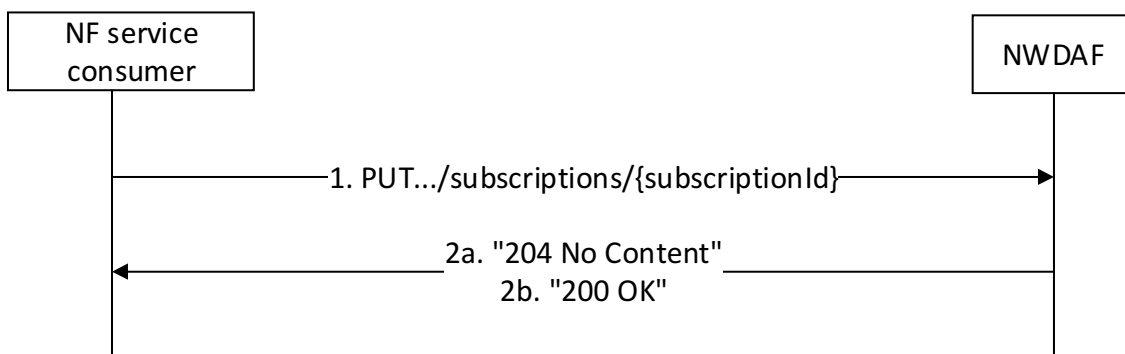 NF service
consumer
NWDAF
1. PUT.../subscriptions/{subscriptionId}
2a. "204 No Content"
2b. "200 OK"